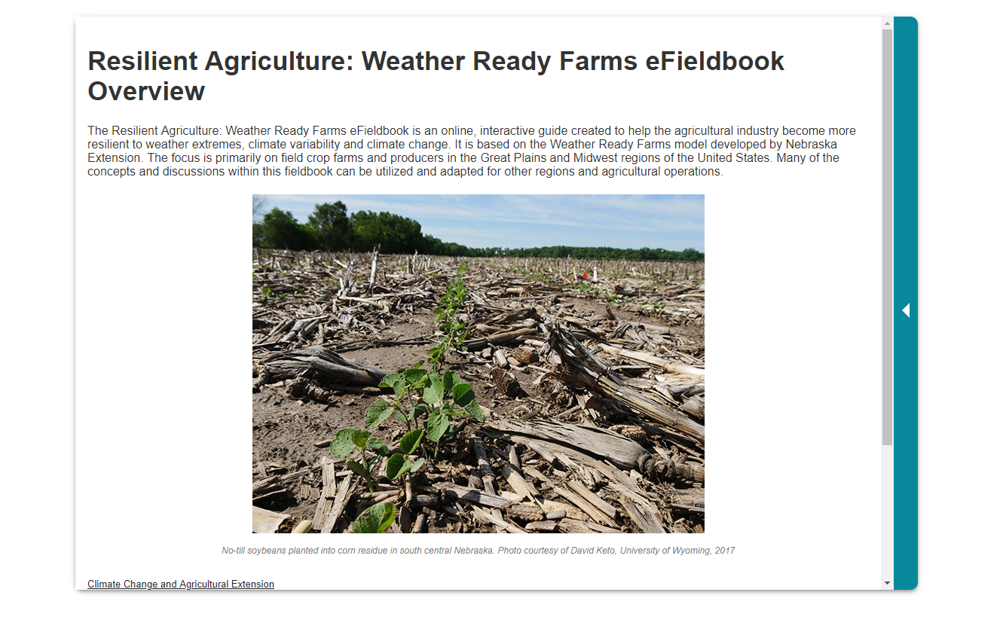 Resilient Agriculture: Weather Ready Farms eFieldbook
Overview
The Resilient Agriculture: Weather Ready Farms eFieldbook is an online, interactive guide created to help the agricultural industry become more
resilient to weather extremes, climate variability and climate change. It is based on the Weather Ready Farms model developed by Nebraska
Extension. The focus is primarily on field crop farms and producers in the Great Plains and Midwest regions of the United States. Many of the
concepts and discussions within this fieldbook can be utilized and adapted for other regions and agricultural operations.
No-till soybeans planted into corn residue in south central Nebraska. Photo courtesy of David Keto, University of Wyoming, 2017
Climate Change and Agricultural Extension